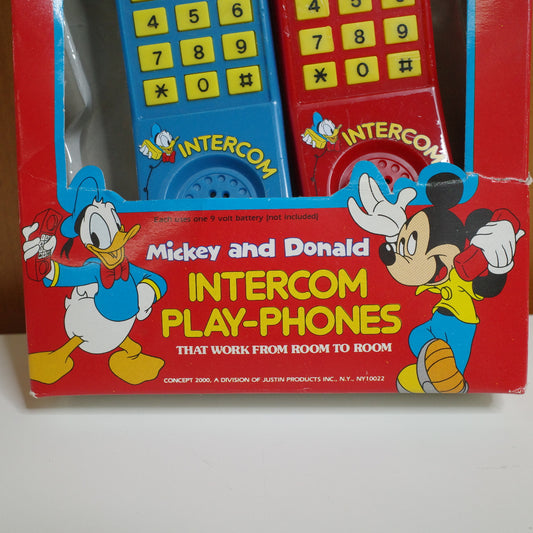 4 5 6
7 8 9
* 0 #
INTERCOM
4 5 6
7 8 9
* 0 #
INTERCOM
Each uses one 9 volt battery (not included)
Mickey and Donald
INTERCOM
PLAY-PHONES
THAT WORK FROM ROOM TO ROOM
CONCEPT 2000, A DIVISION OF JUSTIN PRODUCTS INC., N.Y., NY10022